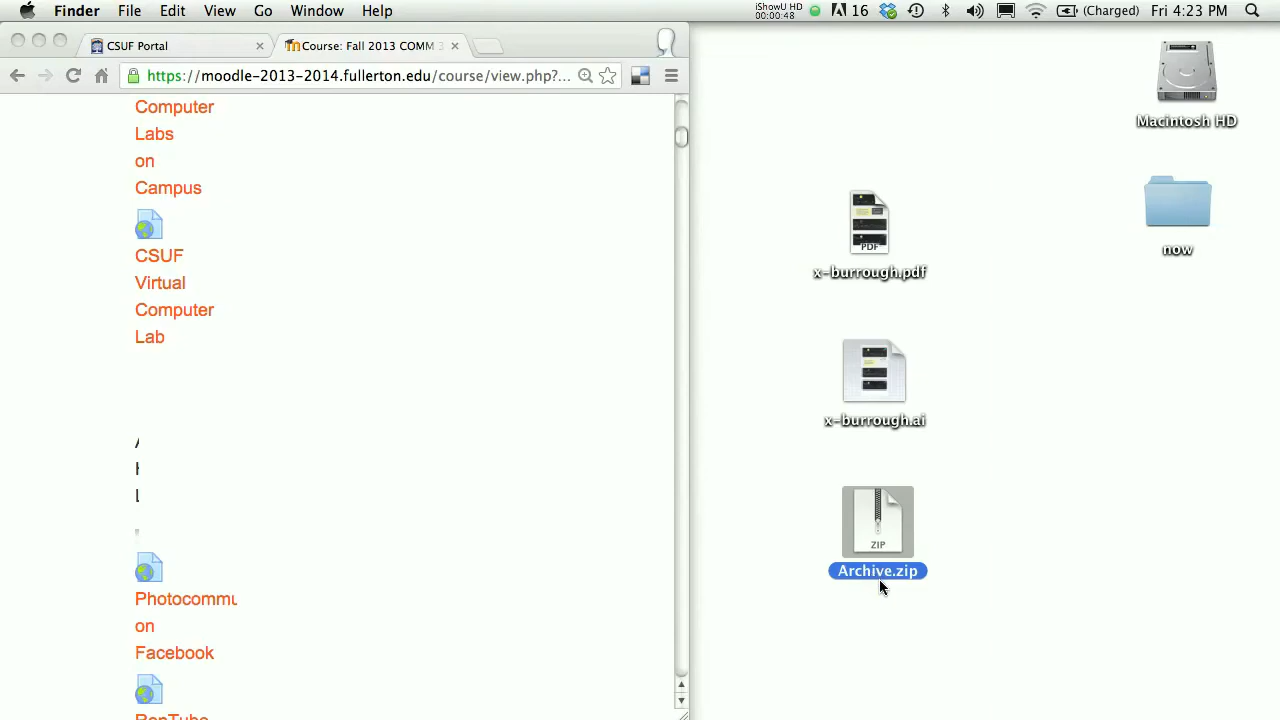 Finder File Edit View Go Window Help
iShowU HD
00:00:48
16
(Charged) Fri 4:23 PM
CSUF Portal
Course: Fall 2013 COMM
https://moodle-2013-2014.fullerton.edu/course/view.php?...
Computer
Labs
on
Campus
CSUF
Virtual
Computer
Lab
Photocommu
on
Facebook
Macintosh HD
now
PDF
x-burrough.pdf
x-burrough.ai
ZIP
Archive.zip